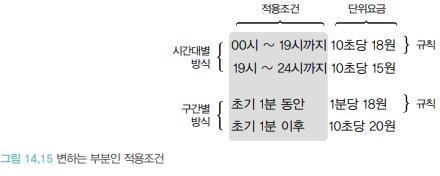 적용조건 단위요금
시간대별 방식 { 00시 ~ 19시까지 10초당 18원 } 규칙
19시 ~ 24시까지 10초당 15원
구간별 방식 { 초기 1분 동안 1분당 18원 } 규칙
초기 1분 이후 10초당 20원
그림 14.15 변하는 부분인 적용조건